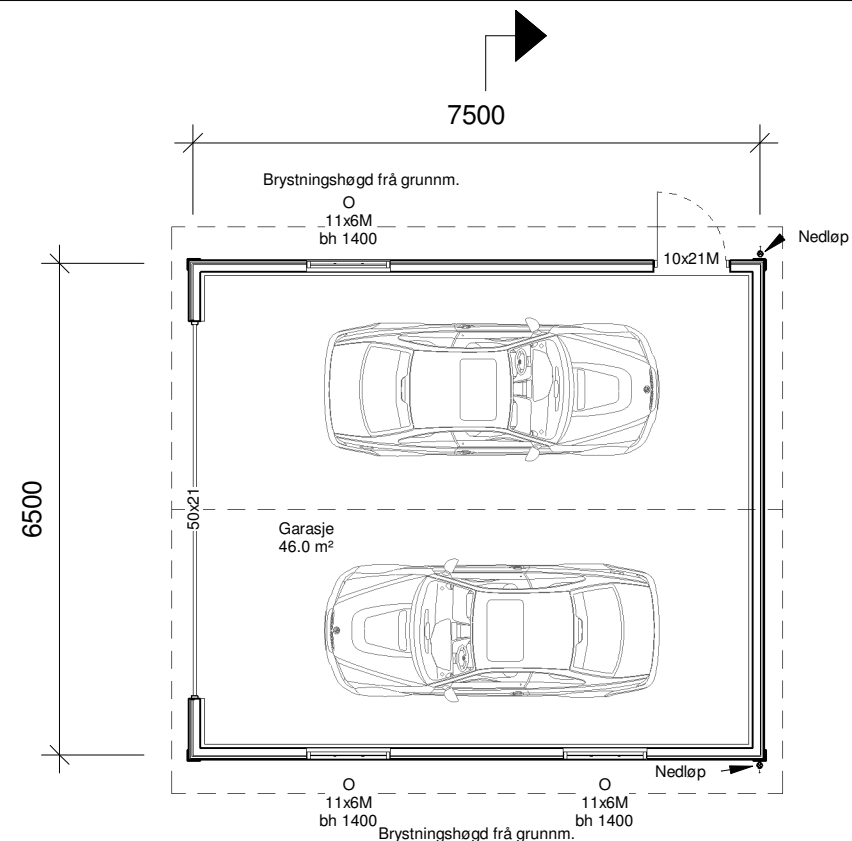 7500
Brystningshøgd frå grunnm.
O
11x6M
bh 1400
Nedløp
10x21M
6500
50x21
Garasje
46.0 m²
Nedløp
O
11x6M
bh 1400
O
11x6M
bh 1400
Brystningshøgd frå grunnm.